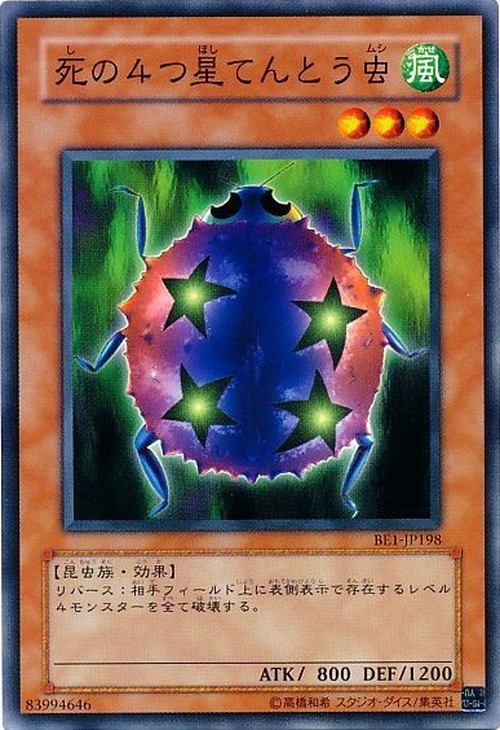 死の4つ星てんとう虫
風
BE1-JP198
【昆虫族・効果】
リバース：相手フィールド上に表側表示で存在するレベル
4モンスターを全て破壊する。
ATK/ 800 DEF/1200
83994646
©高橋和希 スタジオ・ダイス/集英社